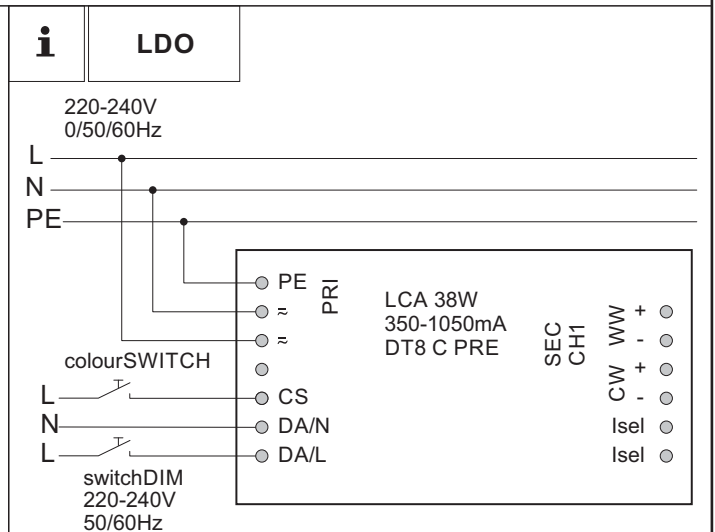 i
LDO
220-240V
0/50/60Hz
L
N
PE
PE
PRI
≂
≂
LCA 38W
350-1050mA
DT8 C PRE
SEC
CH1
WW
+
-
CW
+
-
Isel
Isel
colourSWITCH
L
CS
N
DA/N
L
DA/L
switchDIM
220-240V
50/60Hz